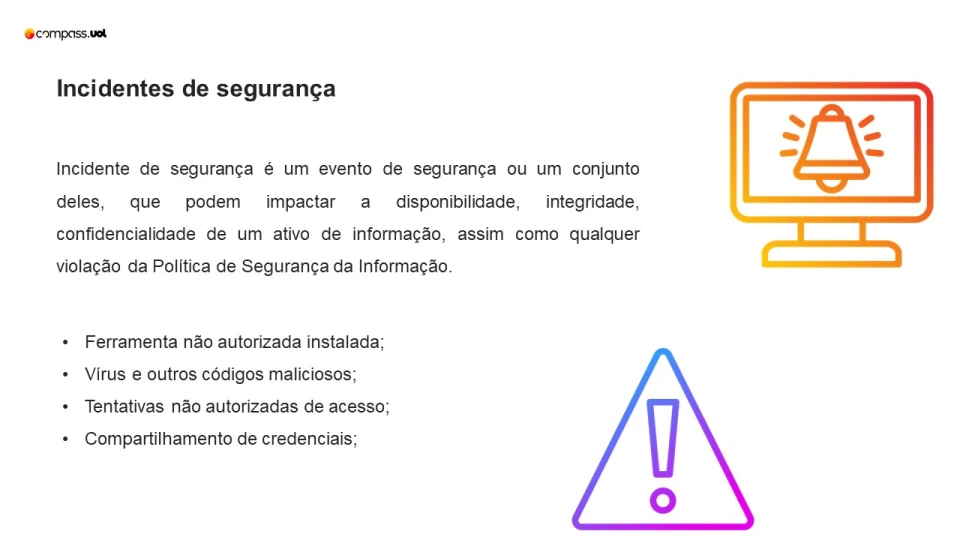 compass.uol
Incidentes de segurança
Incidente de segurança é um evento de segurança ou um conjunto
deles, que podem impactar a disponibilidade, integridade,
confidencialidade de um ativo de informação, assim como qualquer
violação da Política de Segurança da Informação.
• Ferramenta não autorizada instalada;
• Vírus e outros códigos maliciosos;
• Tentativas não autorizadas de acesso;
• Compartilhamento de credenciais;